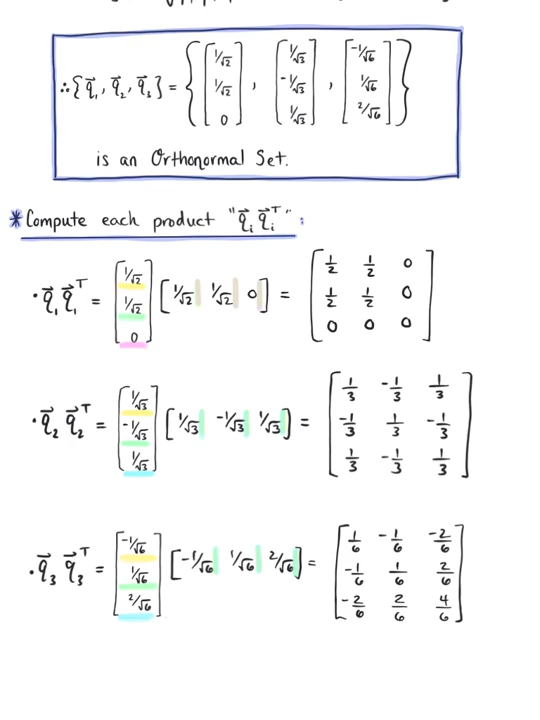 ∴{q⃗₁, q⃗₂, q⃗₃} = { [1/√2 1/√2 0], [1/√3 -1/√3 1/√3], [-1/√6 1/√6 2/√6] }
is an Orthonormal Set.
*Compute each product "q⃗ᵢ q⃗ᵢᵀ":
· q⃗₁ q⃗₁ᵀ = [1/√2 1/√2 0] [1/√2 1/√2 0] = [1/2 1/2 0
1/2 1/2 0
0 0 0]
· q⃗₂ q⃗₂ᵀ = [1/√3 -1/√3 1/√3] [1/√3 -1/√3 1/√3] = [1/3 -1/3 1/3
-1/3 1/3 -1/3
1/3 -1/3 1/3]
· q⃗₃ q⃗₃ᵀ = [-1/√6 1/√6 2/√6] [-1/√6 1/√6 2/√6] = [1/6 -1/6 -2/6
-1/6 1/6 2/6
-2/6 2/6 4/6]